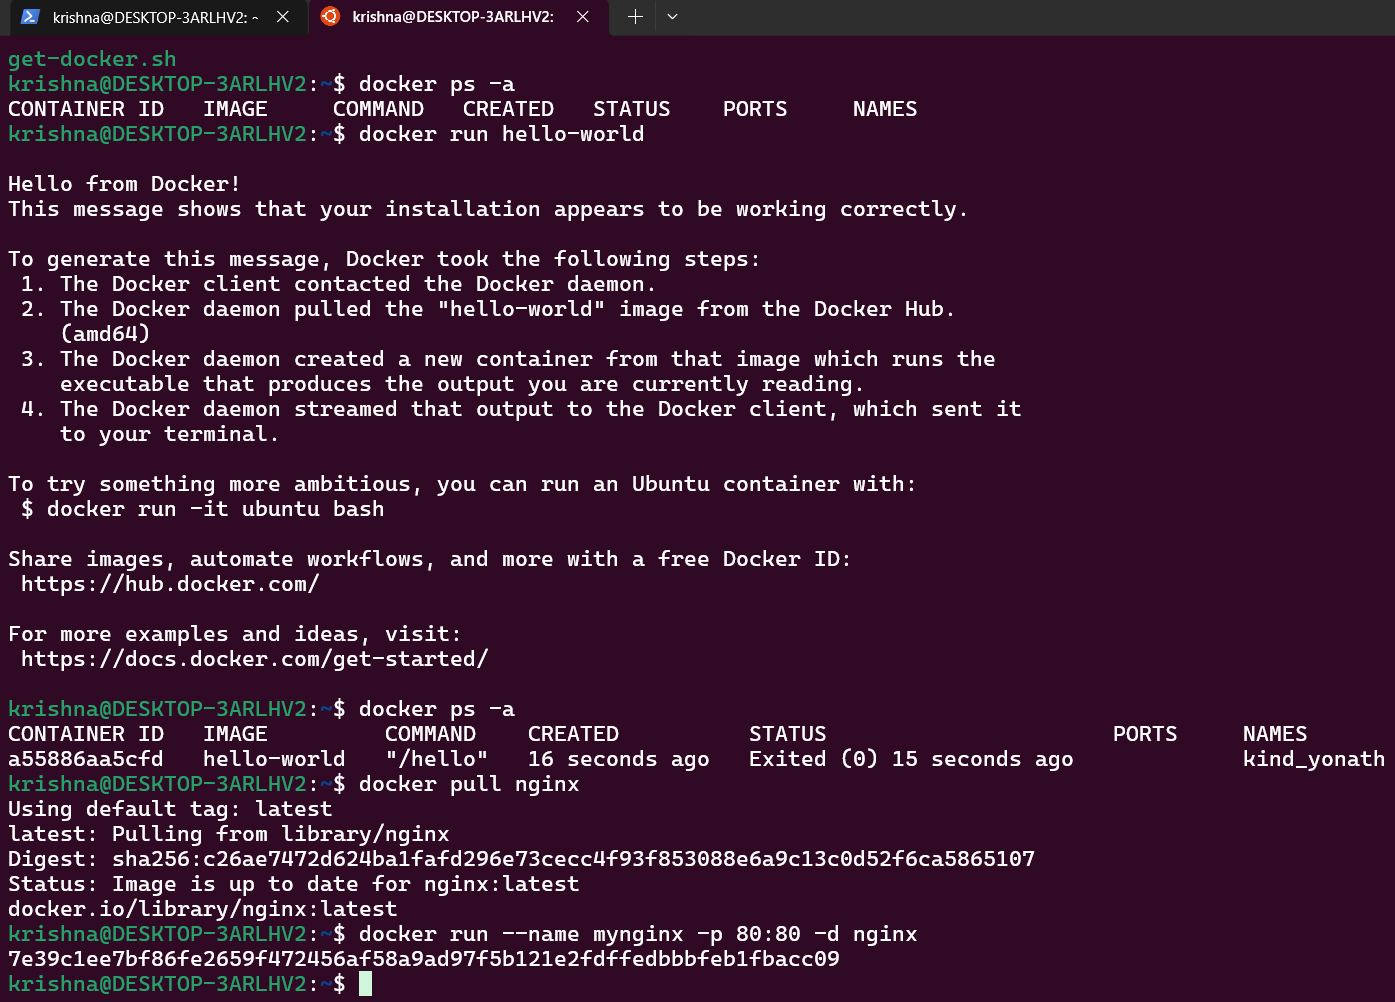 krishna@DESKTOP-3ARLHV2: ~
krishna@DESKTOP-3ARLHV2:
get-docker.sh
krishna@DESKTOP-3ARLHV2:~$ docker ps -a
CONTAINER ID   IMAGE     COMMAND   CREATED   STATUS    PORTS     NAMES
krishna@DESKTOP-3ARLHV2:~$ docker run hello-world

Hello from Docker!
This message shows that your installation appears to be working correctly.

To generate this message, Docker took the following steps:
 1. The Docker client contacted the Docker daemon.
 2. The Docker daemon pulled the "hello-world" image from the Docker Hub.
    (amd64)
 3. The Docker daemon created a new container from that image which runs the
    executable that produces the output you are currently reading.
 4. The Docker daemon streamed that output to the Docker client, which sent it
    to your terminal.

To try something more ambitious, you can run an Ubuntu container with:
 $ docker run -it ubuntu bash

Share images, automate workflows, and more with a free Docker ID:
 https://hub.docker.com/

For more examples and ideas, visit:
 https://docs.docker.com/get-started/

krishna@DESKTOP-3ARLHV2:~$ docker ps -a
CONTAINER ID   IMAGE         COMMAND    CREATED          STATUS                      PORTS     NAMES
a55886aa5cfd   hello-world   "/hello"   16 seconds ago   Exited (0) 15 seconds ago             kind_yonath
krishna@DESKTOP-3ARLHV2:~$ docker pull nginx
Using default tag: latest
latest: Pulling from library/nginx
Digest: sha256:c26ae7472d624ba1fafd296e73cecc4f93f853088e6a9c13c0d52f6ca5865107
Status: Image is up to date for nginx:latest
docker.io/library/nginx:latest
krishna@DESKTOP-3ARLHV2:~$ docker run --name mynginx -p 80:80 -d nginx
7e39c1ee7bf86fe2659f472456af58a9ad97f5b121e2fdffedbbbfeb1fbacc09
krishna@DESKTOP-3ARLHV2:~$